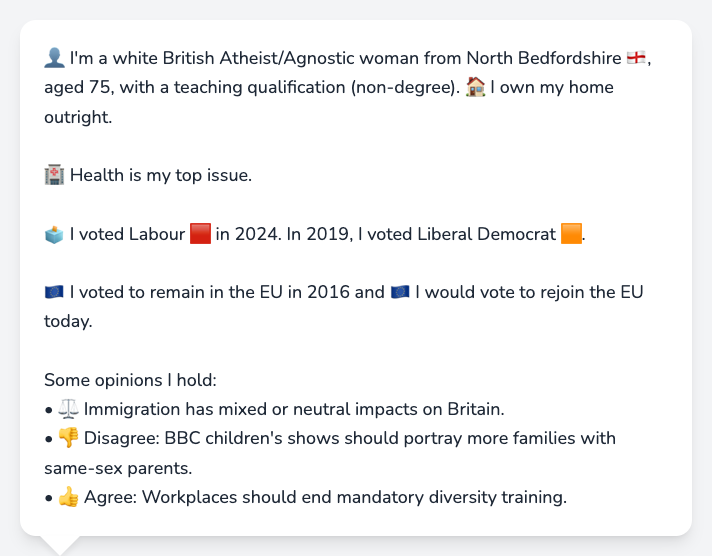 👤 I'm a white British Atheist/Agnostic woman from North Bedfordshire 🏴󠁧󠁢󠁥󠁮󠁧󠁿,
aged 75, with a teaching qualification (non-degree). 🏠 I own my home
outright.
🏥 Health is my top issue.
🗳️ I voted Labour 🟥 in 2024. In 2019, I voted Liberal Democrat 🟧.
🇪🇺 I voted to remain in the EU in 2016 and 🇪🇺 I would vote to rejoin the EU
today.
Some opinions I hold:
• ⚖️ Immigration has mixed or neutral impacts on Britain.
• 👎 Disagree: BBC children's shows should portray more families with
same-sex parents.
• 👍 Agree: Workplaces should end mandatory diversity training.